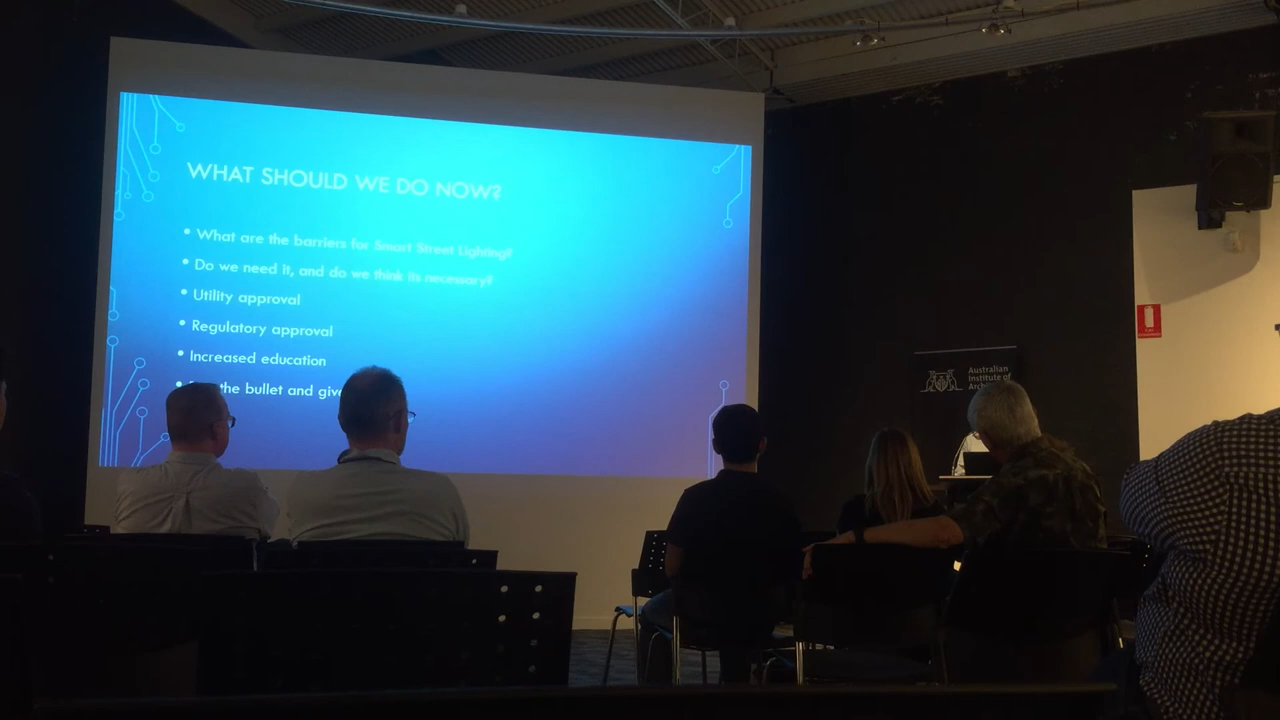 WHAT SHOULD WE DO NOW?
• What are the barriers for Smart Street Lighting?
• Do we need it, and do we think its necessary?
• Utility approval
• Regulatory approval
• Increased education
• the bullet and give
Australian
Institute of